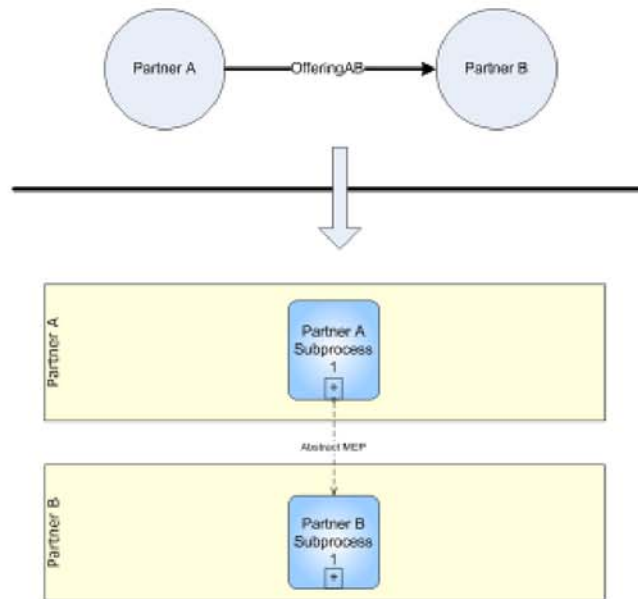 Partner A
OfferingAB
Partner B
Partner A
Partner A
Subprocess
1
+
Abstract MEP
Partner B
Partner B
Subprocess
1
+